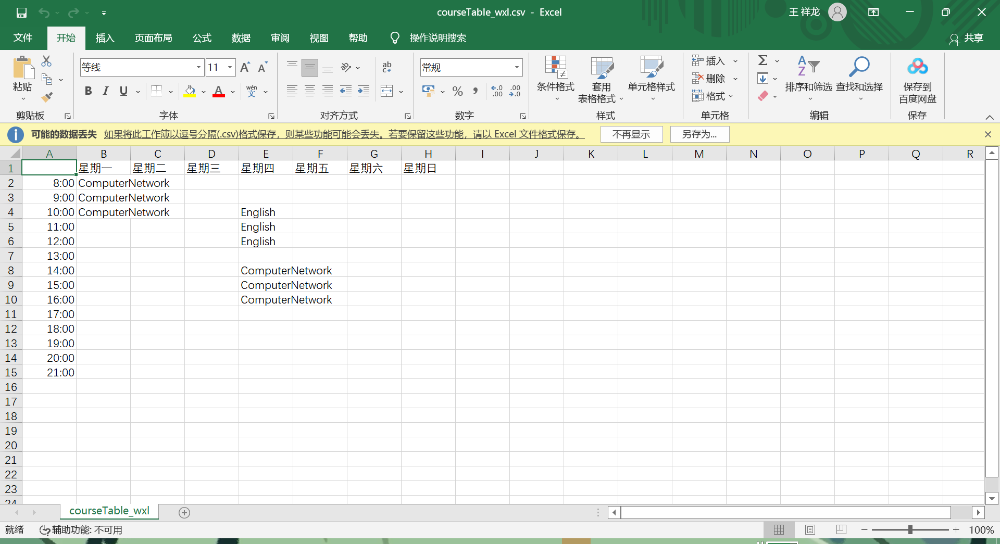 courseTable_wxl.csv - Excel
王 祥龙
文件 开始 插入 页面布局 公式 数据 审阅 视图 帮助 操作说明搜索 共享
粘贴
剪贴板
等线 11
B I U A wén 文
字体
ab c
对齐方式
常规
% , .0 .00 .00 .0
数字
条件格式
套用
表格格式
单元格样式
样式
插入
删除
格式
单元格
排序和筛选
查找和选择
编辑
保存到
百度网盘
保存
可能的数据丢失 如果将此工作簿以逗号分隔(.csv)格式保存，则某些功能可能会丢失。若要保留这些功能，请以 Excel 文件格式保存。 不再显示 另存为...
A B C D E F G H I J K L M N O P Q R
1 星期一 星期二 星期三 星期四 星期五 星期六 星期日
2 8:00 ComputerNetwork
3 9:00 ComputerNetwork
4 10:00 ComputerNetwork English
5 11:00 English
6 12:00 English
7 13:00
8 14:00 ComputerNetwork
9 15:00 ComputerNetwork
10 16:00 ComputerNetwork
11 17:00
12 18:00
13 19:00
14 20:00
15 21:00
16
17
18
19
20
21
22
23
24
courseTable_wxl
就绪 辅助功能: 不可用 100%